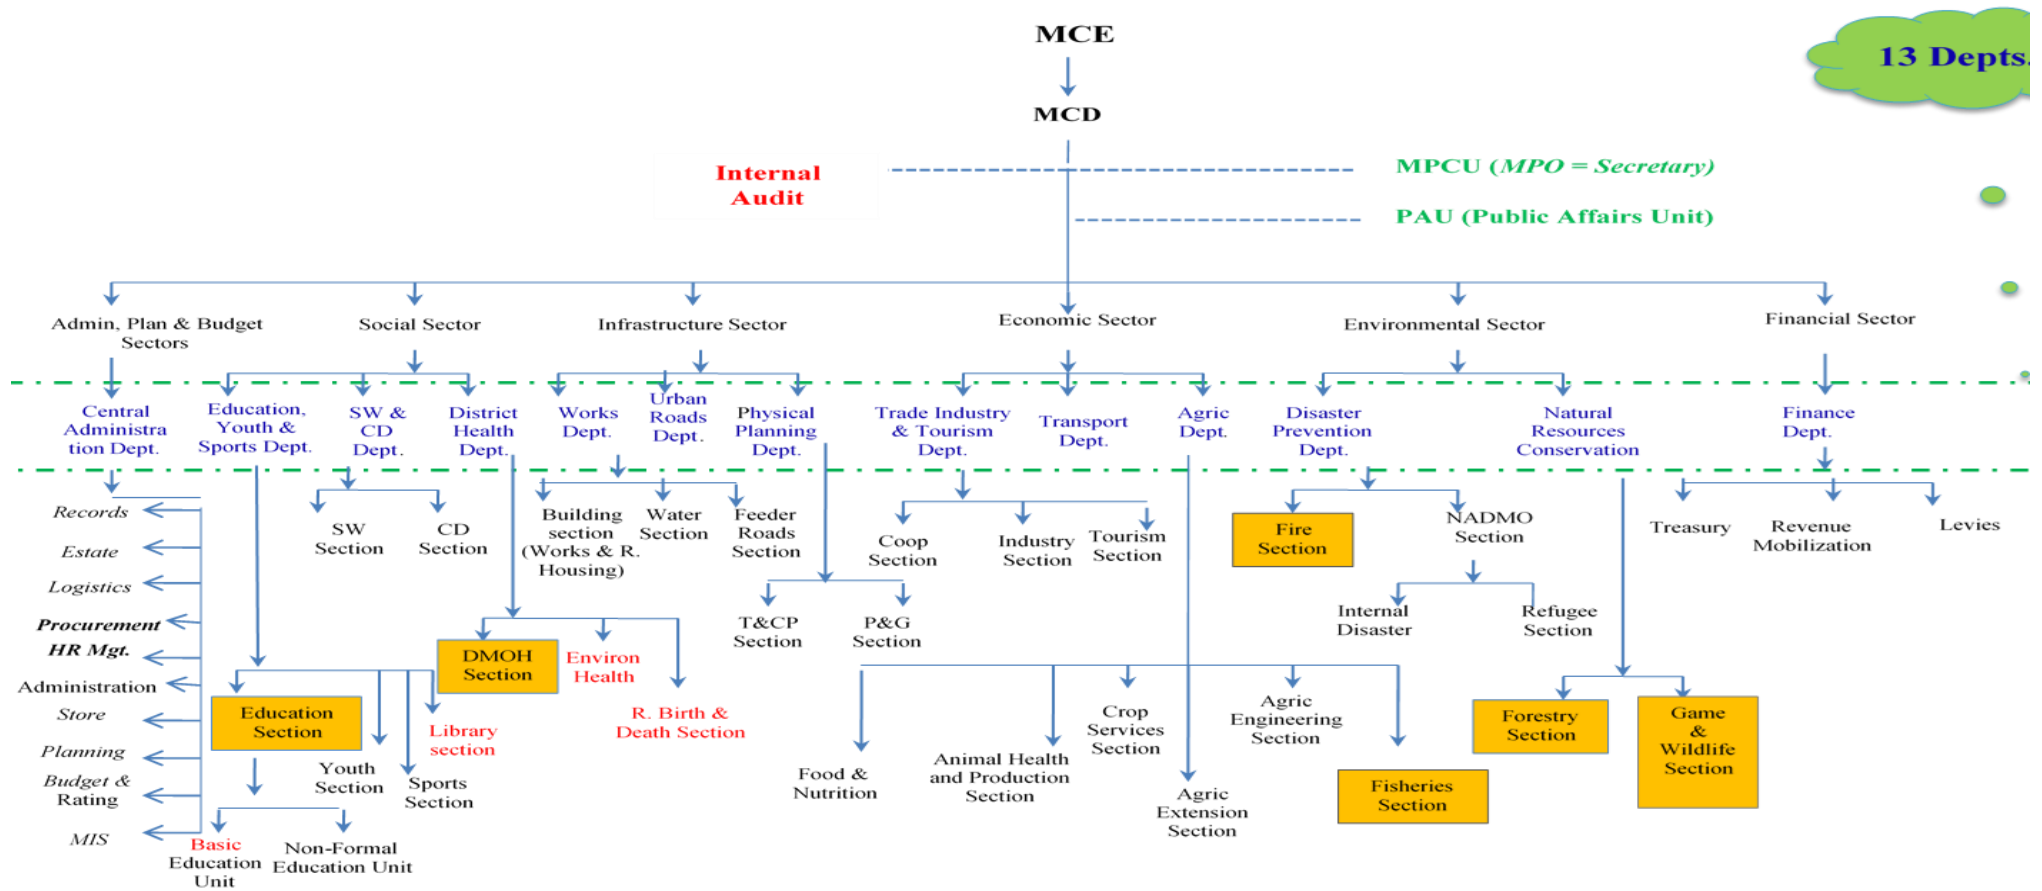 MCE
13 Depts.
MCD
Internal
Audit
MPCU (MPO = Secretary)
PAU (Public Affairs Unit)
Admin, Plan & Budget
Sectors
Social Sector
Infrastructure Sector
Economic Sector
Environmental Sector
Financial Sector
Central
Administra
tion Dept.
Education,
Youth &
Sports Dept.
SW &
CD
Dept.
District
Health
Dept.
Works
Dept.
Urban
Roads
Dept.
Physical
Planning
Dept.
Trade Industry
& Tourism
Dept.
Transport
Dept.
Agric
Dept.
Disaster
Prevention
Dept.
Natural
Resources
Conservation
Finance
Dept.
Records
Estate
Logistics
Procurement
HR Mgt.
Administration
Store
Planning
Budget &
Rating
MIS
SW
Section
CD
Section
Building
section
(Works & R.
Housing)
Water
Section
Feeder
Roads
Section
Coop
Section
Industry
Section
Tourism
Section
Fire
Section
NADMO
Section
Treasury
Revenue
Mobilization
Levies
Internal
Disaster
Refugee
Section
T&CP
Section
P&G
Section
DMOH
Section
Environ
Health
R. Birth &
Death Section
Education
Section
Library
section
Youth
Section
Sports
Section
Basic
Education
Unit
Non-Formal
Education Unit
Food &
Nutrition
Animal Health
and Production
Section
Crop
Services
Section
Agric
Extension
Section
Agric
Engineering
Section
Fisheries
Section
Forestry
Section
Game
&
Wildlife
Section